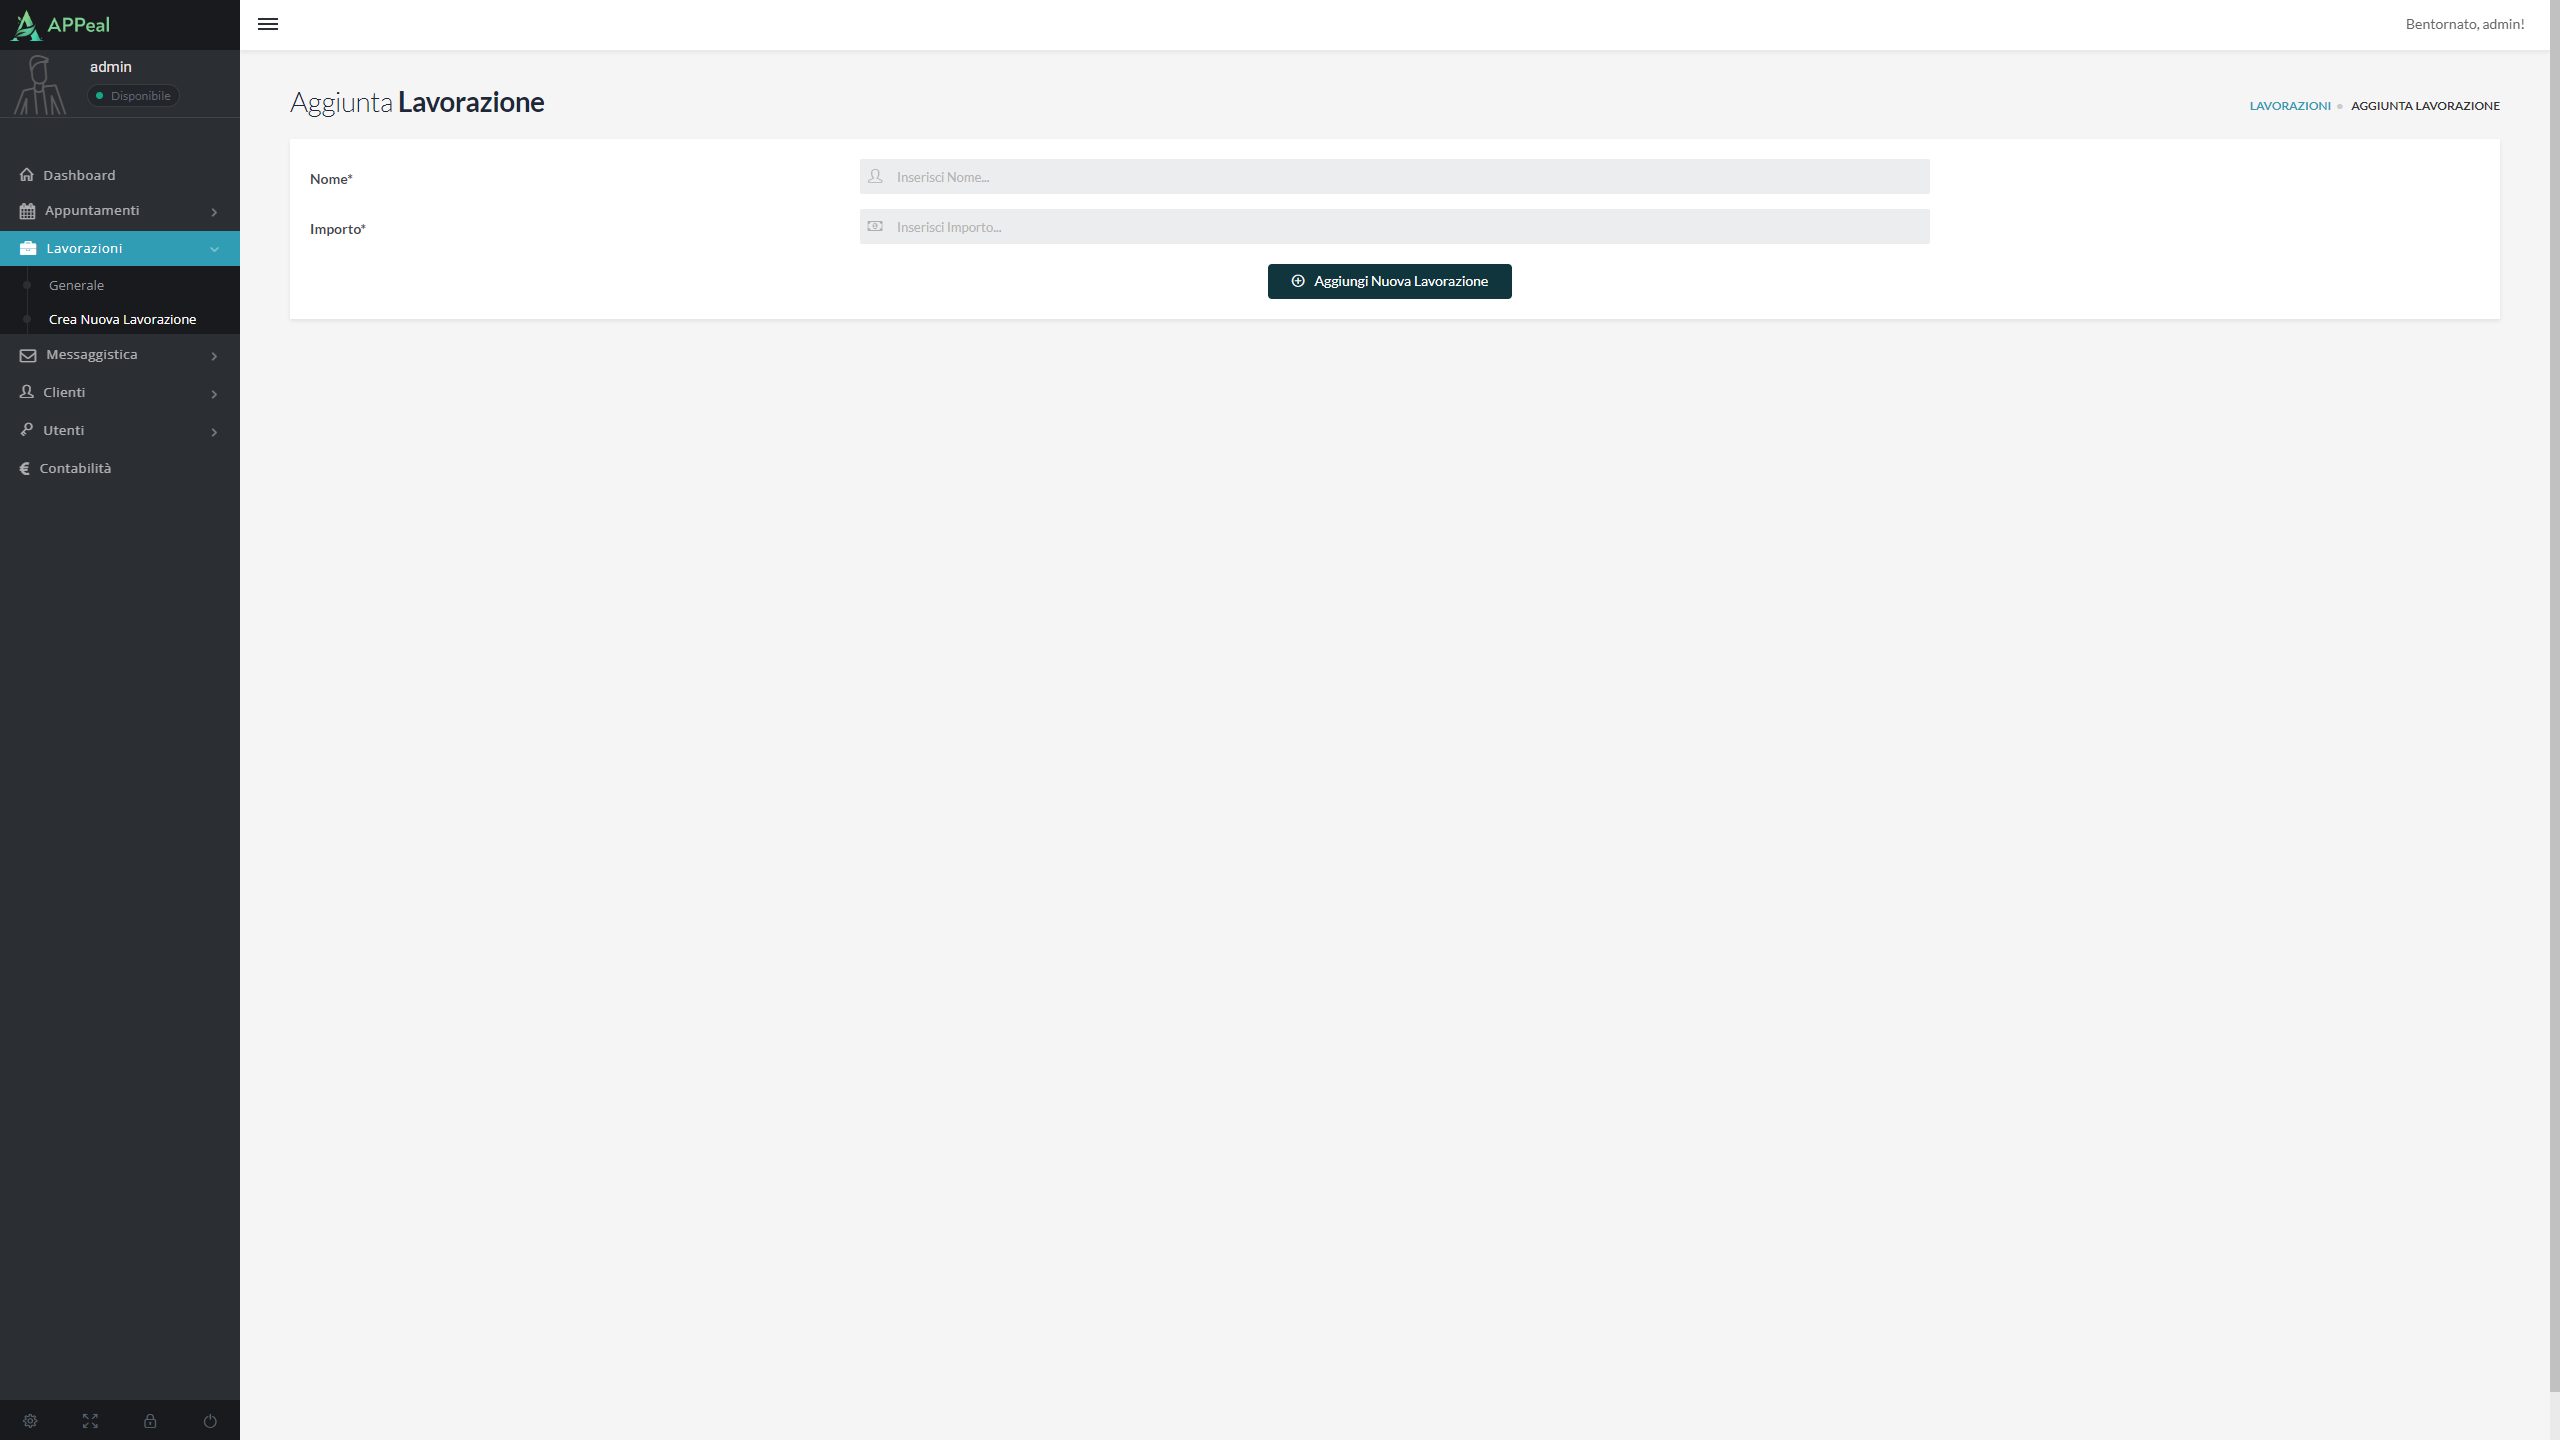 APPeal
admin
Disponibile
Dashboard
Appuntamenti
Lavorazioni
Generale
Crea Nuova Lavorazione
Messaggistica
Clienti
Utenti
€ Contabilità
Bentornato, admin!
Aggiunta Lavorazione
LAVORAZIONI • AGGIUNTA LAVORAZIONE
Nome*
Inserisci Nome...
Importo*
Inserisci Importo...
Aggiungi Nuova Lavorazione